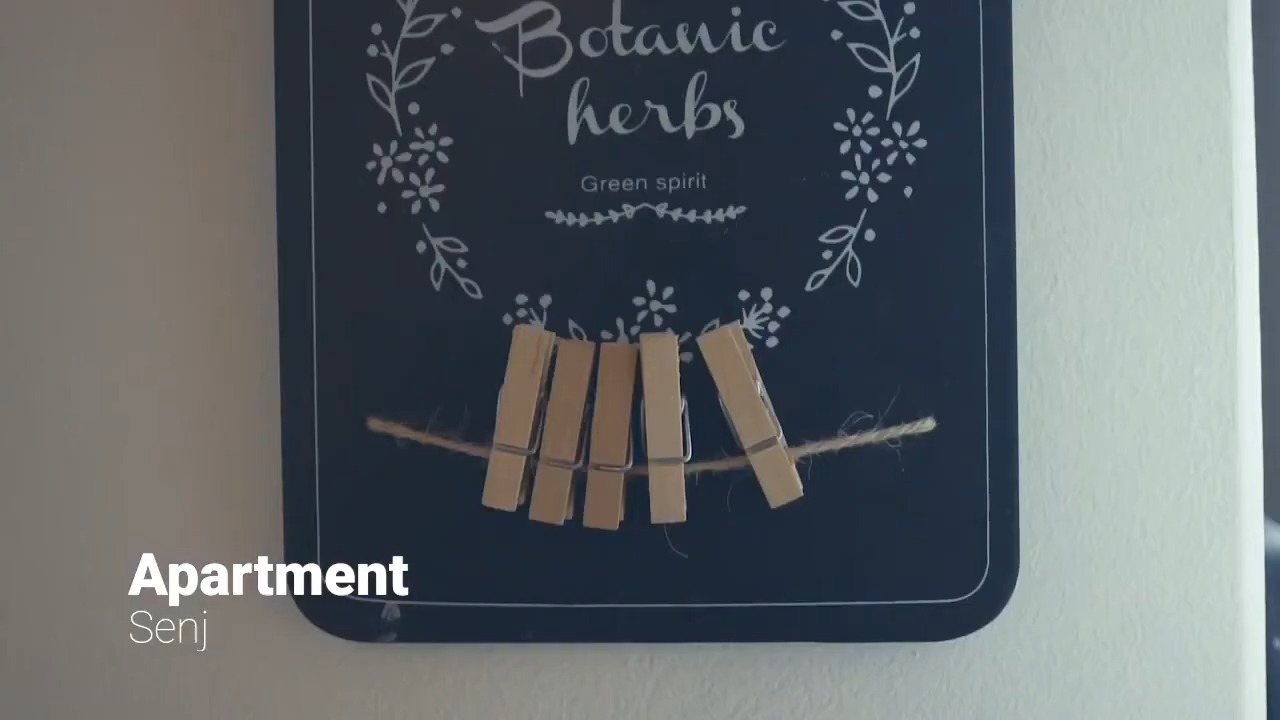 Botanic
herbs
Green spirit
Apartment
Senj